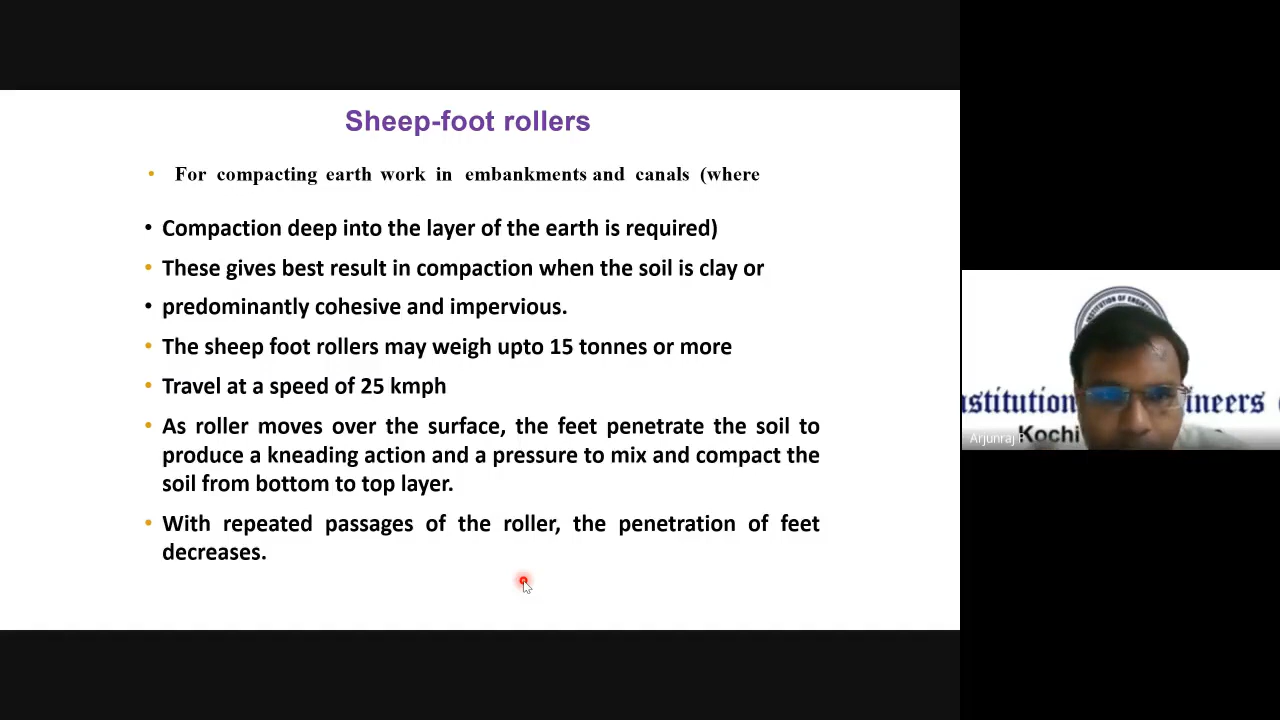 Sheep-foot rollers
• For compacting earth work in embankments and canals (where
• Compaction deep into the layer of the earth is required)
• These gives best result in compaction when the soil is clay or
• predominantly cohesive and impervious.
• The sheep foot rollers may weigh upto 15 tonnes or more
• Travel at a speed of 25 kmph
• As roller moves over the surface, the feet penetrate the soil to
produce a kneading action and a pressure to mix and compact the
soil from bottom to top layer.
• With repeated passages of the roller, the penetration of feet
decreases.
stitution
ineers
Kochi
Arjunraj